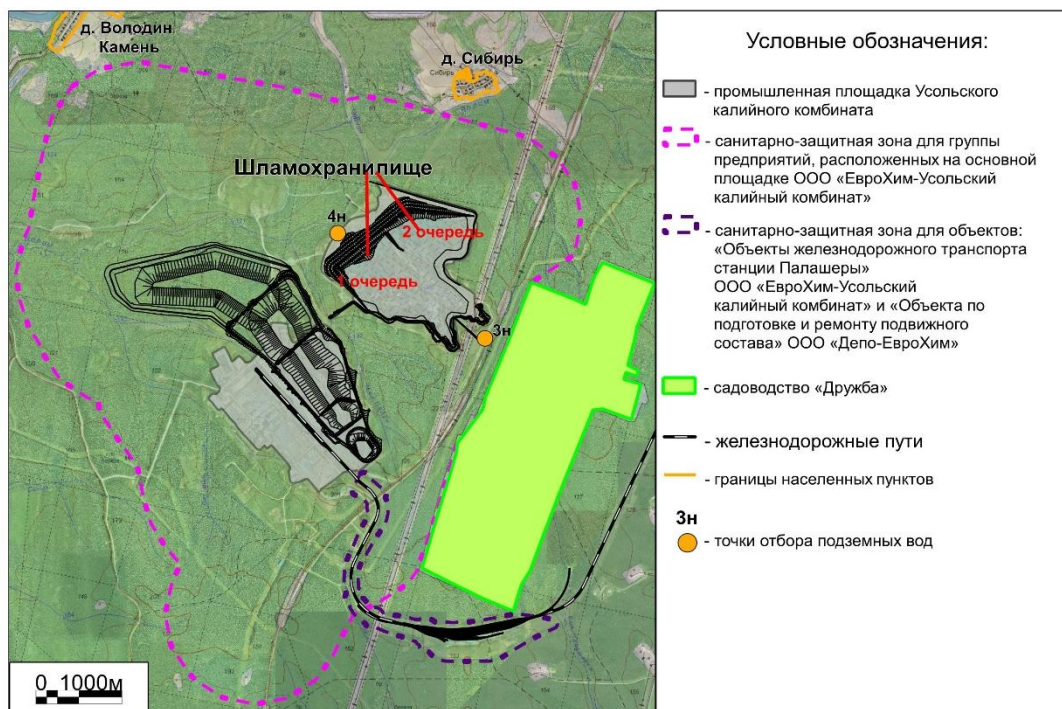 д. Володин
Камень
д. Сибирь
Сибирь
Шламохранилище
4н
2 очередь
1 очередь
3н
0 1000м
Условные обозначения:
- промышленная площадка Усольского
калийного комбината
- санитарно-защитная зона для группы
предприятий, расположенных на основной
площадке ООО «ЕвроХим-Усольский
калийный комбинат»
- санитарно-защитная зона для объектов:
«Объекты железнодорожного транспорта
станции Палашеры»
ООО «ЕвроХим-Усольский
калийный комбинат» и «Объекта по
подготовке и ремонту подвижного
состава» ООО «Депо-ЕвроХим»
- садоводство «Дружба»
- железнодорожные пути
- границы населенных пунктов
3н
- точки отбора подземных вод